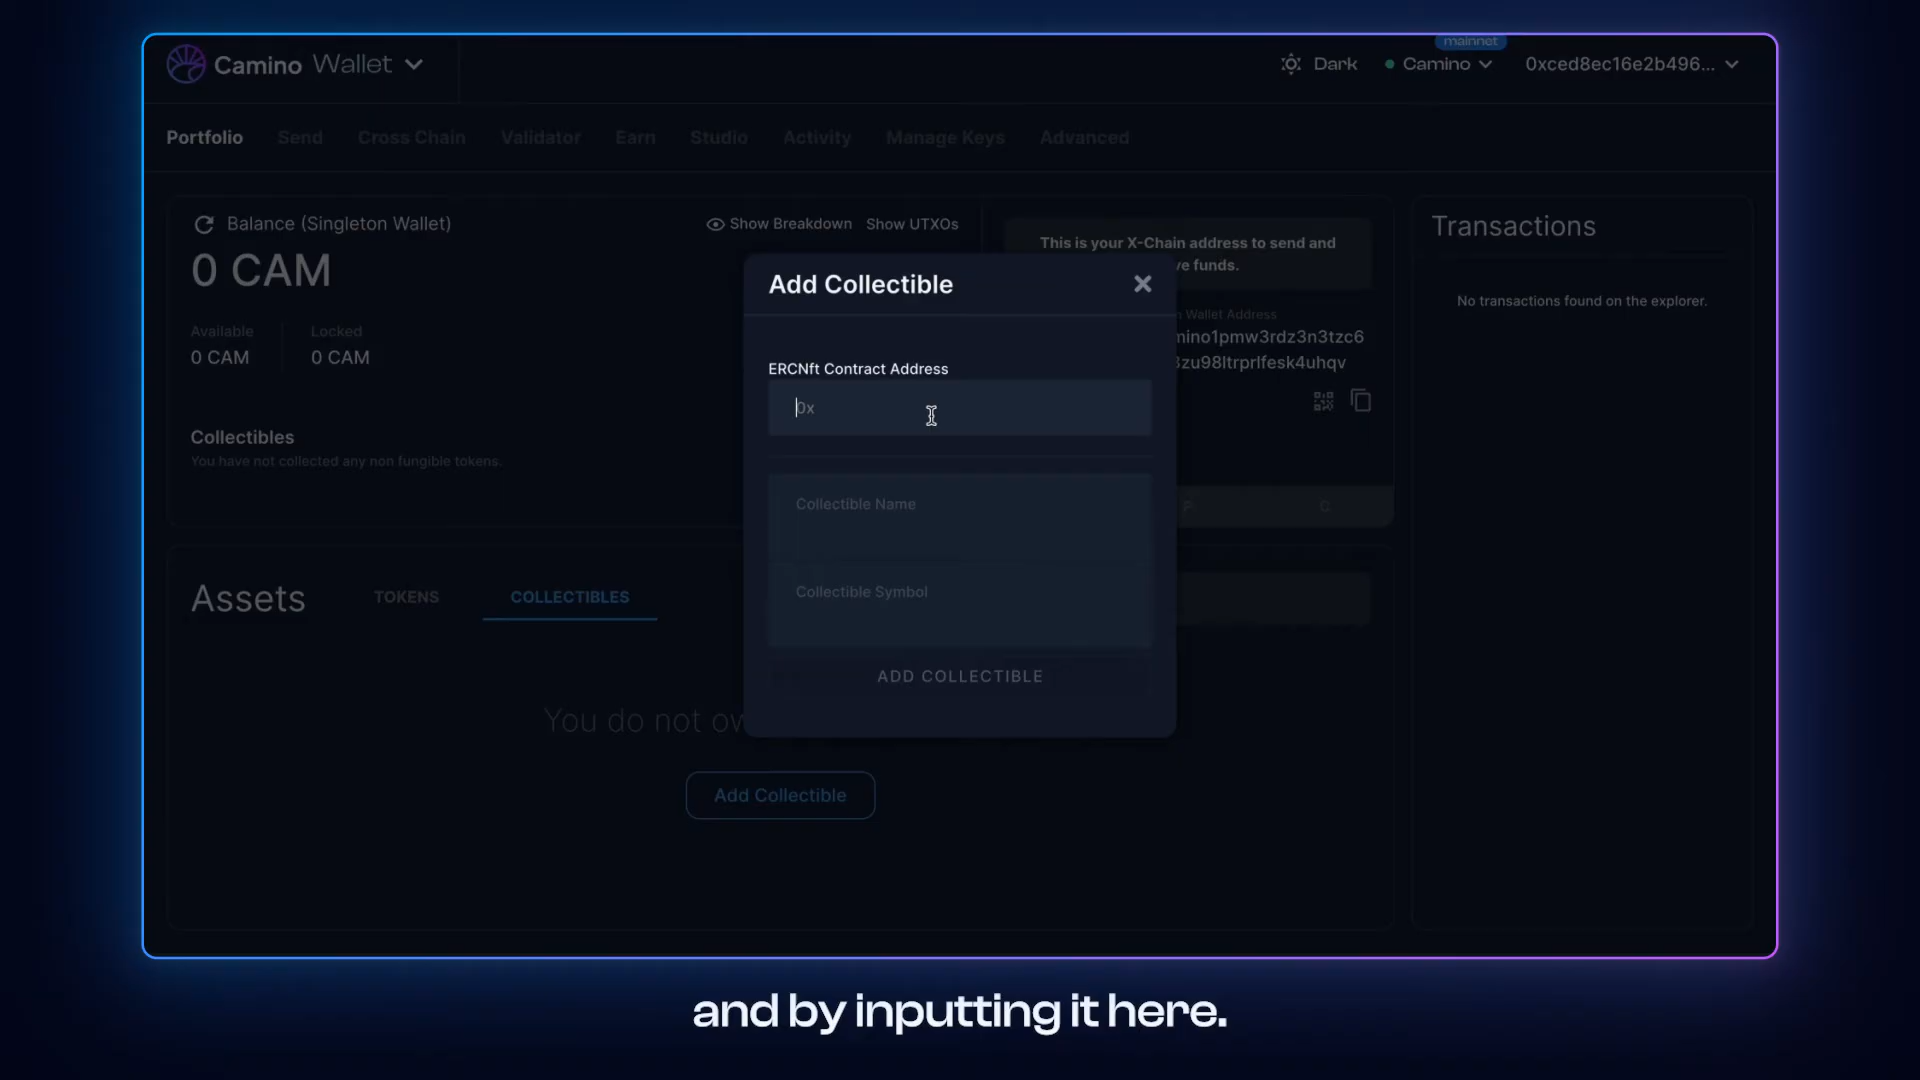 mainnet
Camino Wallet
Dark
Camino
0xced8ec16e2b496...
Portfolio
Send
Cross Chain
Validator
Earn
Studio
Activity
Manage Keys
Advanced
Balance (Singleton Wallet)
Show Breakdown
Show UTXOs
0 CAM
Available
0 CAM
Locked
0 CAM
Collectibles
You have not collected any non fungible tokens.
This is your X-Chain address to send and
ve funds.
Wallet Address
mino1pmw3rdz3n3tzc6
3zu98ltrprlfesk4uhqv
P
C
Transactions
No transactions found on the explorer.
Add Collectible
ERCNft Contract Address
0x
Collectible Name
Collectible Symbol
ADD COLLECTIBLE
Assets
TOKENS
COLLECTIBLES
You do not ow
Add Collectible
and by inputting it here.